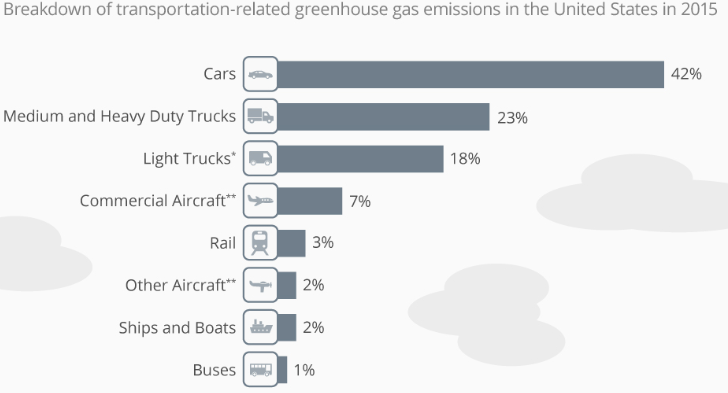 Breakdown of transportation-related greenhouse gas emissions in the United States in 2015
Cars 42%
Medium and Heavy Duty Trucks 23%
Light Trucks* 18%
Commercial Aircraft** 7%
Rail 3%
Other Aircraft** 2%
Ships and Boats 2%
Buses 1%